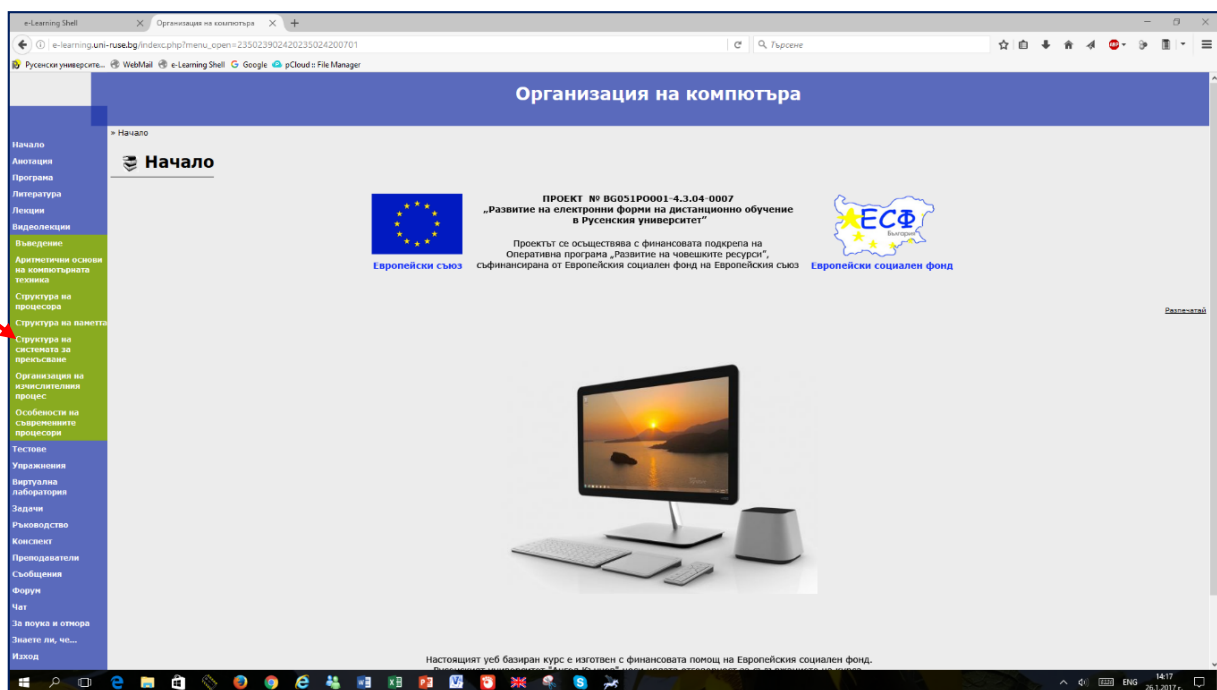 e-Learning Shell
Организация на компютъра
e-learning.uni-ruse.bg/indexc.php?menu_open=235023902420235024200701
Търсене
Русенски университе...
WebMail
e-Learning Shell
Google
pCloud :: File Manager
Организация на компютъра
» Начало
Начало
Начало
Анотация
Програма
Литература
Лекции
Видеолекции
Въведение
Аритметични основи
на компютърната
техника
Структура на
процесора
Структура на паметта
Структура на
системата за
прекъсване
Организация на
изчислителния
процес
Особености на
съвременните
процесори
Тестове
Упражнения
Виртуална
лаборатория
Задачи
Ръководство
Конспект
Преподаватели
Съобщения
Форум
Чат
За поука и отмора
Знаете ли, че...
Изход
Европейски съюз
ПРОЕКТ № BG051PO001-4.3.04-0007
„Развитие на електронни форми на дистанционно обучение
в Русенския университет"
Проектът се осъществява с финансовата подкрепа на
Оперативна програма „Развитие на човешките ресурси",
съфинансирана от Европейския социален фонд на Европейския съюз
ЕСФ
България
Европейски социален фонд
Разпечатай
Настоящият уеб базиран курс е изготвен с финансовата помощ на Европейския социален фонд.
ENG
14:17
26.1.2017 г.